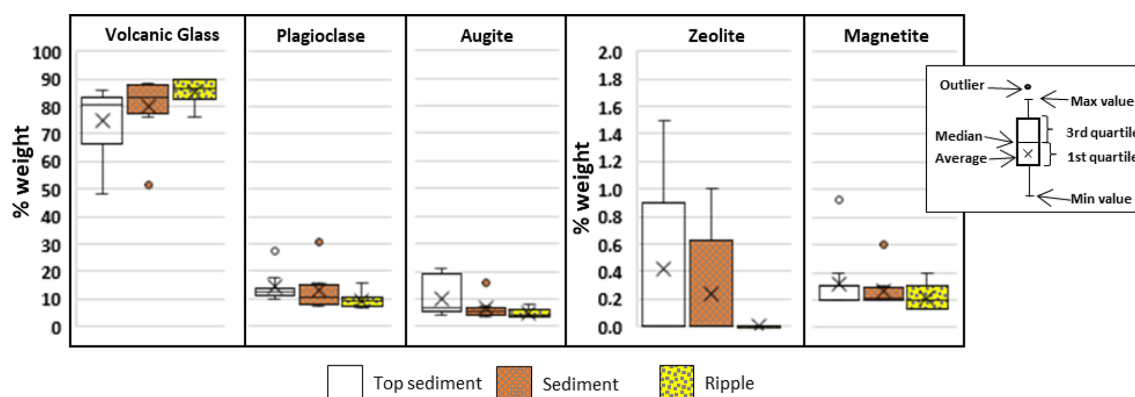 Volcanic Glass Plagioclase Augite Zeolite Magnetite
% weight
100
90
80
70
60
50
40
30
20
10
0
% weight
2.0
1.8
1.6
1.4
1.2
1.0
0.8
0.6
0.4
0.2
0.0
Outlier
Max value
Median
3rd quartile
Average
1st quartile
Min value
Top sediment Sediment Ripple